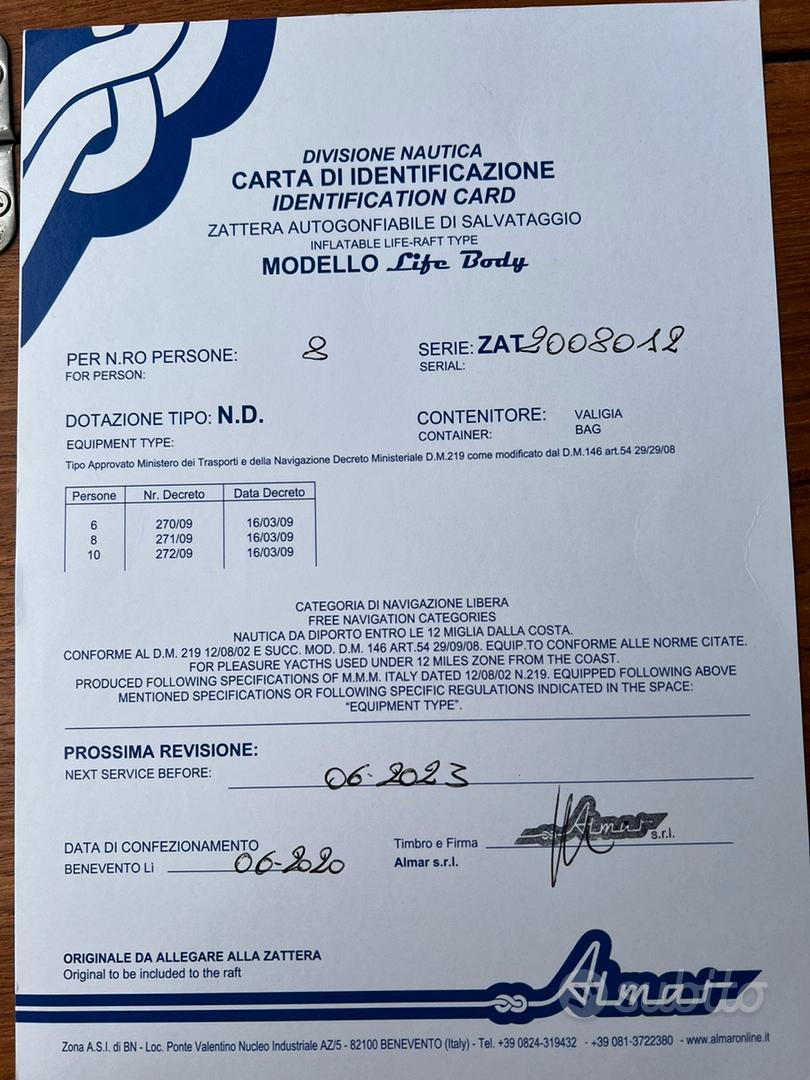 DIVISIONE NAUTICA
CARTA DI IDENTIFICAZIONE
IDENTIFICATION CARD
ZATTERA AUTOGONFIABILE DI SALVATAGGIO
INFLATABLE LIFE-RAFT TYPE
MODELLO Life Body
PER N.RO PERSONE: 8
FOR PERSON:
SERIE: ZAT2008012
SERIAL:
DOTAZIONE TIPO: N.D.
EQUIPMENT TYPE:
CONTENITORE: VALIGIA
CONTAINER: BAG
Tipo Approvato Ministero dei Trasporti e della Navigazione Decreto Ministeriale D.M.219 come modificato dal D.M.146 art.54 29/29/08
Persone Nr. Decreto Data Decreto
6 270/09 16/03/09
8 271/09 16/03/09
10 272/09 16/03/09
CATEGORIA DI NAVIGAZIONE LIBERA
FREE NAVIGATION CATEGORIES
NAUTICA DA DIPORTO ENTRO LE 12 MIGLIA DALLA COSTA.
CONFORME AL D.M. 219 12/08/02 E SUCC. MOD. D.M. 146 ART.54 29/09/08. EQUIP.TO CONFORME ALLE NORME CITATE.
FOR PLEASURE YACTHS USED UNDER 12 MILES ZONE FROM THE COAST.
PRODUCED FOLLOWING SPECIFICATIONS OF M.M.M. ITALY DATED 12/08/02 N.219. EQUIPPED FOLLOWING ABOVE
MENTIONED SPECIFICATIONS OR FOLLOWING SPECIFIC REGULATIONS INDICATED IN THE SPACE:
“EQUIPMENT TYPE”.
PROSSIMA REVISIONE:
NEXT SERVICE BEFORE: 06-2023
DATA DI CONFEZIONAMENTO
BENEVENTO Lì 06-2020
Timbro e Firma Almar s.r.l.
Almar s.r.l.
ORIGINALE DA ALLEGARE ALLA ZATTERA
Original to be included to the raft
Almar
subito
Zona A.S.I. di BN - Loc. Ponte Valentino Nucleo Industriale AZ/5 - 82100 BENEVENTO (Italy) - Tel. +39 0824-319432 - +39 081-3722380 - www.almaronline.it